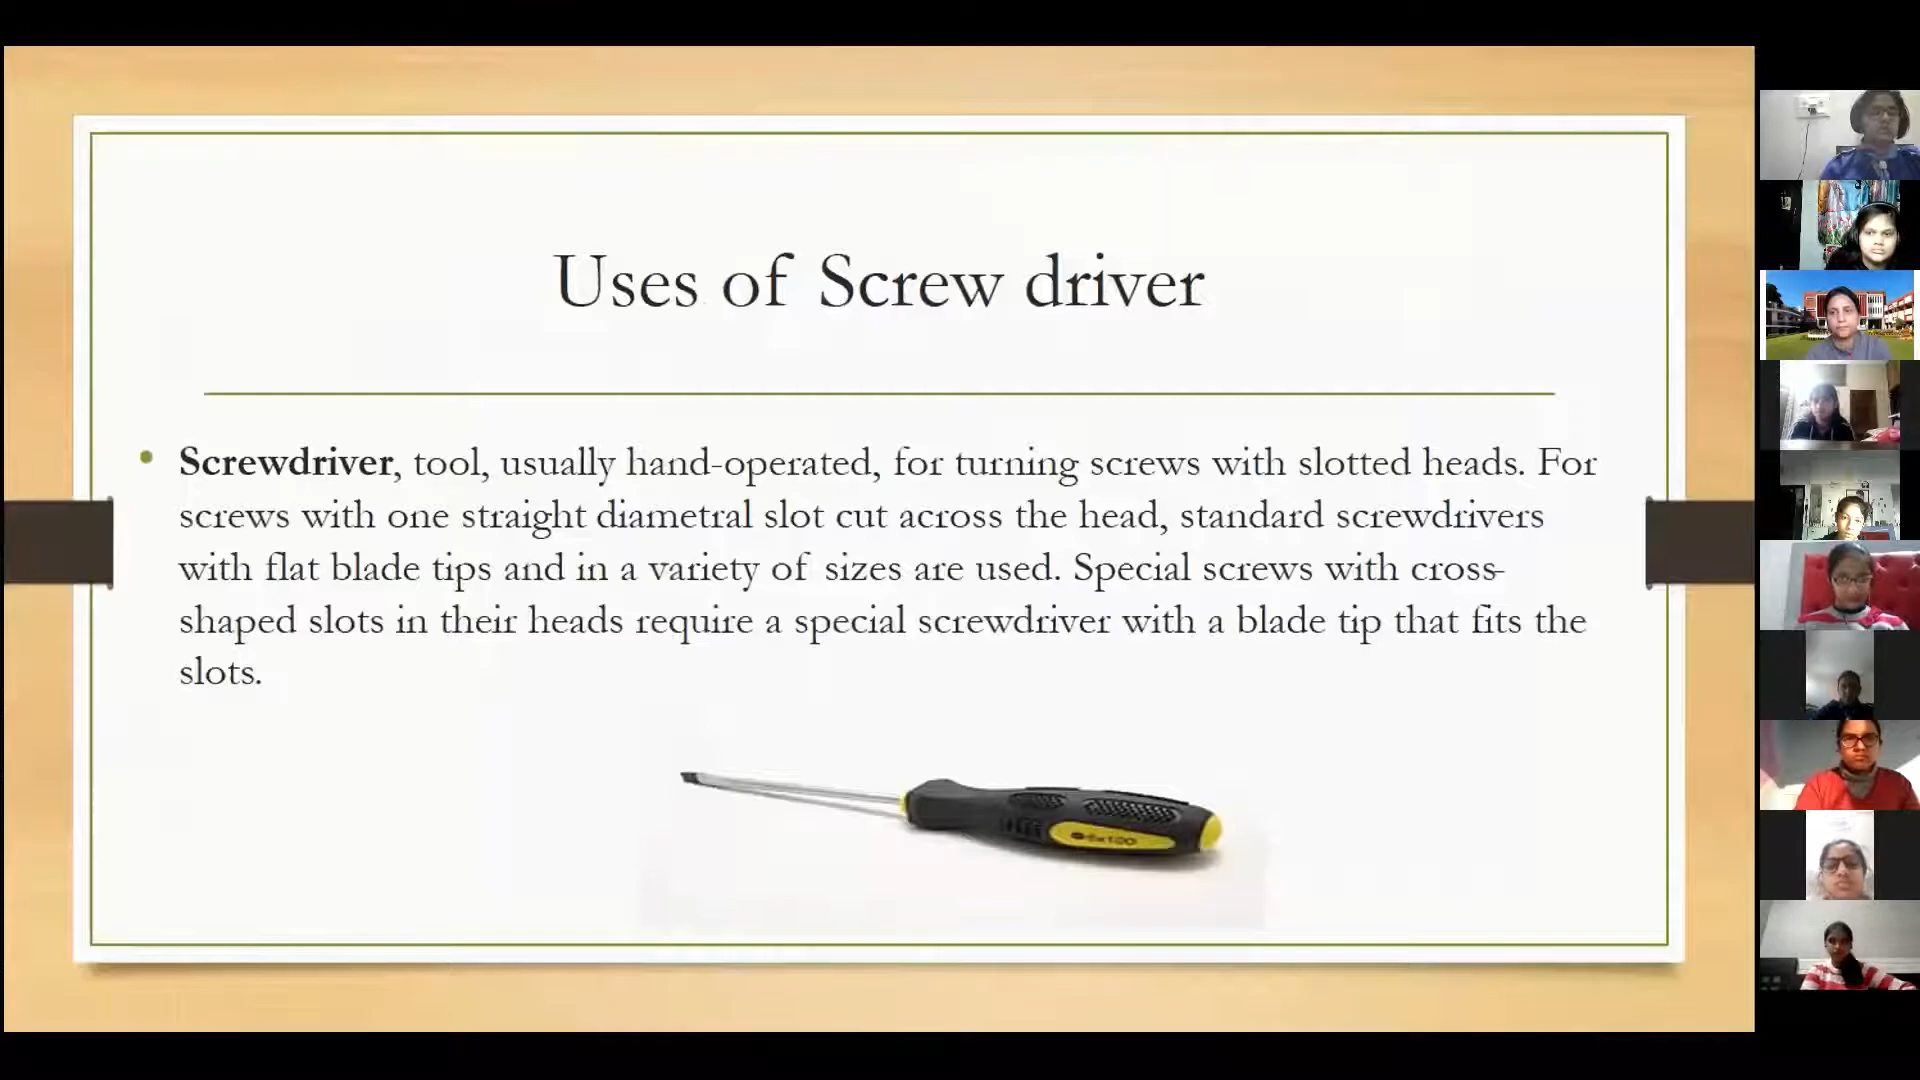 Uses of Screw driver
• Screwdriver, tool, usually hand-operated, for turning screws with slotted heads. For
screws with one straight diametral slot cut across the head, standard screwdrivers
with flat blade tips and in a variety of sizes are used. Special screws with cross-
shaped slots in their heads require a special screwdriver with a blade tip that fits the
slots.